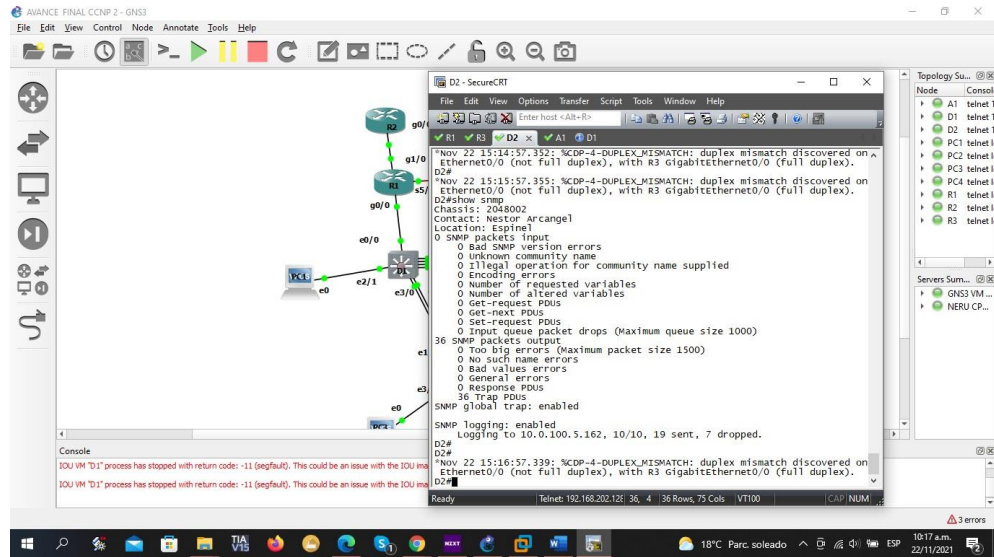 AVANCE FINAL CCNP 2 - GNS3
File Edit View Control Node Annotate Tools Help
R2
g0/
g1/0
R1
s5/
g0/0
e0/0
D1
PC1
e0
e2/1
e3/0
e1
e3/
e0
PC3
D2 - SecureCRT
File Edit View Options Transfer Script Tools Window Help
Enter host <Alt+R>
R1 R3 D2 A1 D1
*Nov 22 15:14:57.352: %CDP-4-DUPLEX_MISMATCH: duplex mismatch discovered on
Ethernet0/0 (not full duplex), with R3 GigabitEthernet0/0 (full duplex).
D2#
*Nov 22 15:15:57.355: %CDP-4-DUPLEX_MISMATCH: duplex mismatch discovered on
Ethernet0/0 (not full duplex), with R3 GigabitEthernet0/0 (full duplex).
D2#show snmp
Chassis: 2048002
Contact: Nestor Arcangel
Location: Espinel
0 SNMP packets input
0 Bad SNMP version errors
0 Unknown community name
0 Illegal operation for community name supplied
0 Encoding errors
0 Number of requested variables
0 Number of altered variables
0 Get-request PDUs
0 Get-next PDUs
0 Set-request PDUs
0 Input queue packet drops (Maximum queue size 1000)
36 SNMP packets output
0 Too big errors (Maximum packet size 1500)
0 No such name errors
0 Bad values errors
0 General errors
0 Response PDUs
36 Trap PDUs
SNMP global trap: enabled
SNMP logging: enabled
Logging to 10.0.100.5.162, 10/10, 19 sent, 7 dropped.
D2#
D2#
*Nov 22 15:16:57.339: %CDP-4-DUPLEX_MISMATCH: duplex mismatch discovered on
Ethernet0/0 (not full duplex), with R3 GigabitEthernet0/0 (full duplex).
D2#
Ready Telnet: 192.168.202.128 36, 4 36 Rows, 75 Cols VT100 CAP NUM
Topology Su...
Node Consol
A1 telnet 1
D1 telnet 1
D2 telnet 1
PC1 telnet l
PC2 telnet l
PC3 telnet l
PC4 telnet l
R1 telnet l
R2 telnet l
R3 telnet l
Servers Sum...
GNS3 VM ...
NERU CP...
Console
IOU VM "D1" process has stopped with return code: -11 (segfault). This could be an issue with the IOU ima
IOU VM "D1" process has stopped with return code: -11 (segfault). This could be an issue with the IOU ima
3 errors
TIA V15
NEXT
18°C Parc. soleado
ESP
10:17 a.m.
22/11/2021